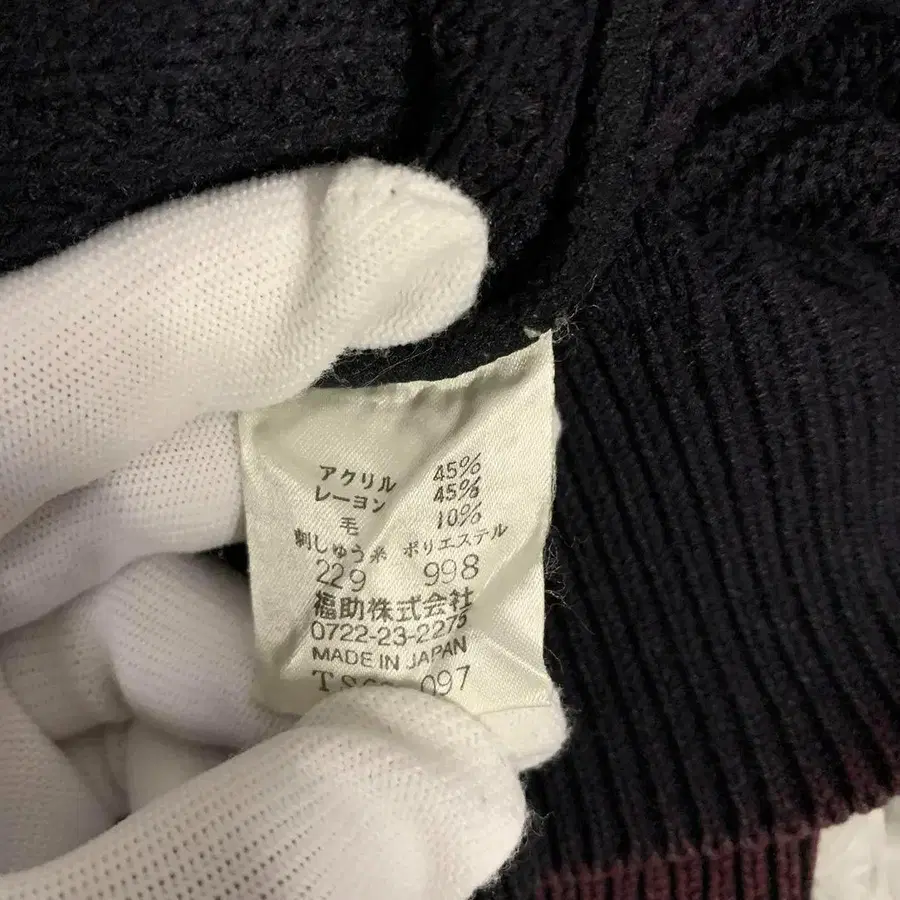 アクリル 45%
レーヨン 45%
毛 10%
刺しゅう糸 ポリエステル
229 998
福助株式会社
0722-23-2275
MADE IN JAPAN
097